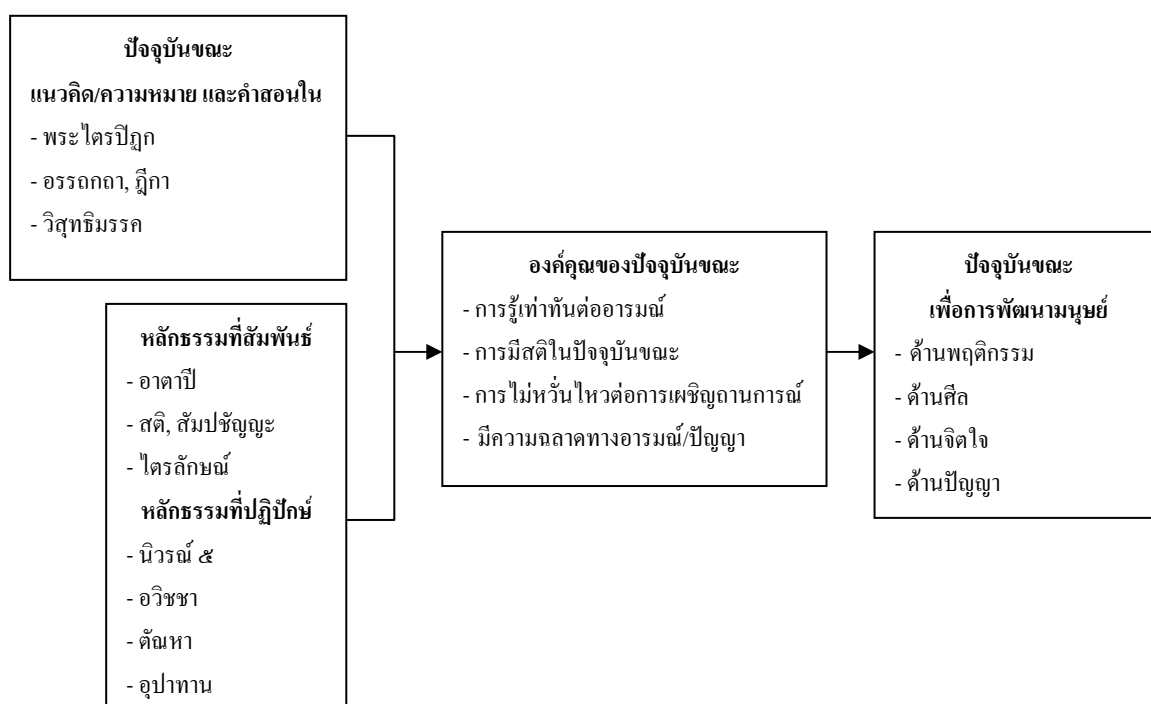 ปัจจุบันขณะ
แนวคิด/ความหมาย และคำสอนใน
- พระไตรปิฎก
- อรรถกถา, ฎีกา
- วิสุทธิมรรค
หลักธรรมที่สัมพันธ์
- อาตาปี
- สติ, สัมปชัญญะ
- ไตรลักษณ์
หลักธรรมที่ปฏิปักษ์
- นิวรณ์ ๕
- อวิชชา
- ตัณหา
- อุปาทาน
องค์คุณของปัจจุบันขณะ
- การรู้เท่าทันต่ออารมณ์
- การมีสติในปัจจุบันขณะ
- การไม่หวั่นไหวต่อการเผชิญถานการณ์
- มีความฉลาดทางอารมณ์/ปัญญา
ปัจจุบันขณะ
เพื่อการพัฒนามนุษย์
- ด้านพฤติกรรม
- ด้านศีล
- ด้านจิตใจ
- ด้านปัญญา